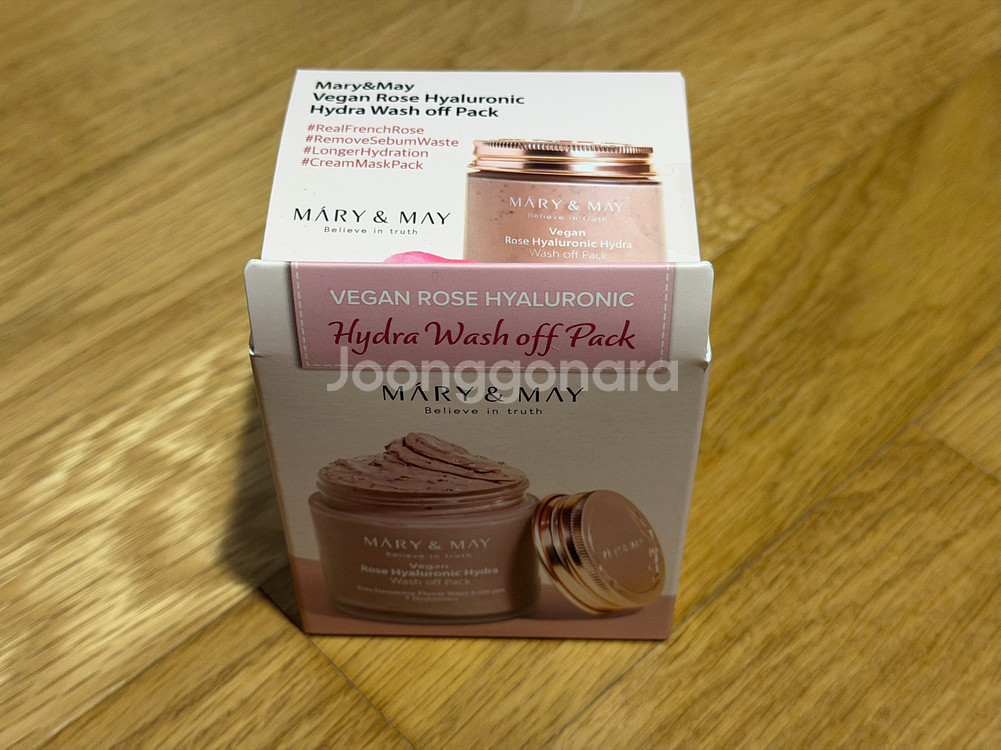 Mary&May
Vegan Rose Hyaluronic
Hydra Wash off Pack
#RealFrenchRose
#RemoveSebumWaste
#LongerHydration
#CreamMaskPack
MÁRY & MAY
Believe in truth
MÁRY & MAY
Believe in truth
Vegan
Rose Hyaluronic Hydra
Wash off Pack
VEGAN ROSE HYALURONIC
Hydra Wash off Pack
Joonggonara
MÁRY & MAY
Believe in truth
MÁRY & MAY
Believe in truth
Vegan
Rose Hyaluronic Hydra
Wash off Pack